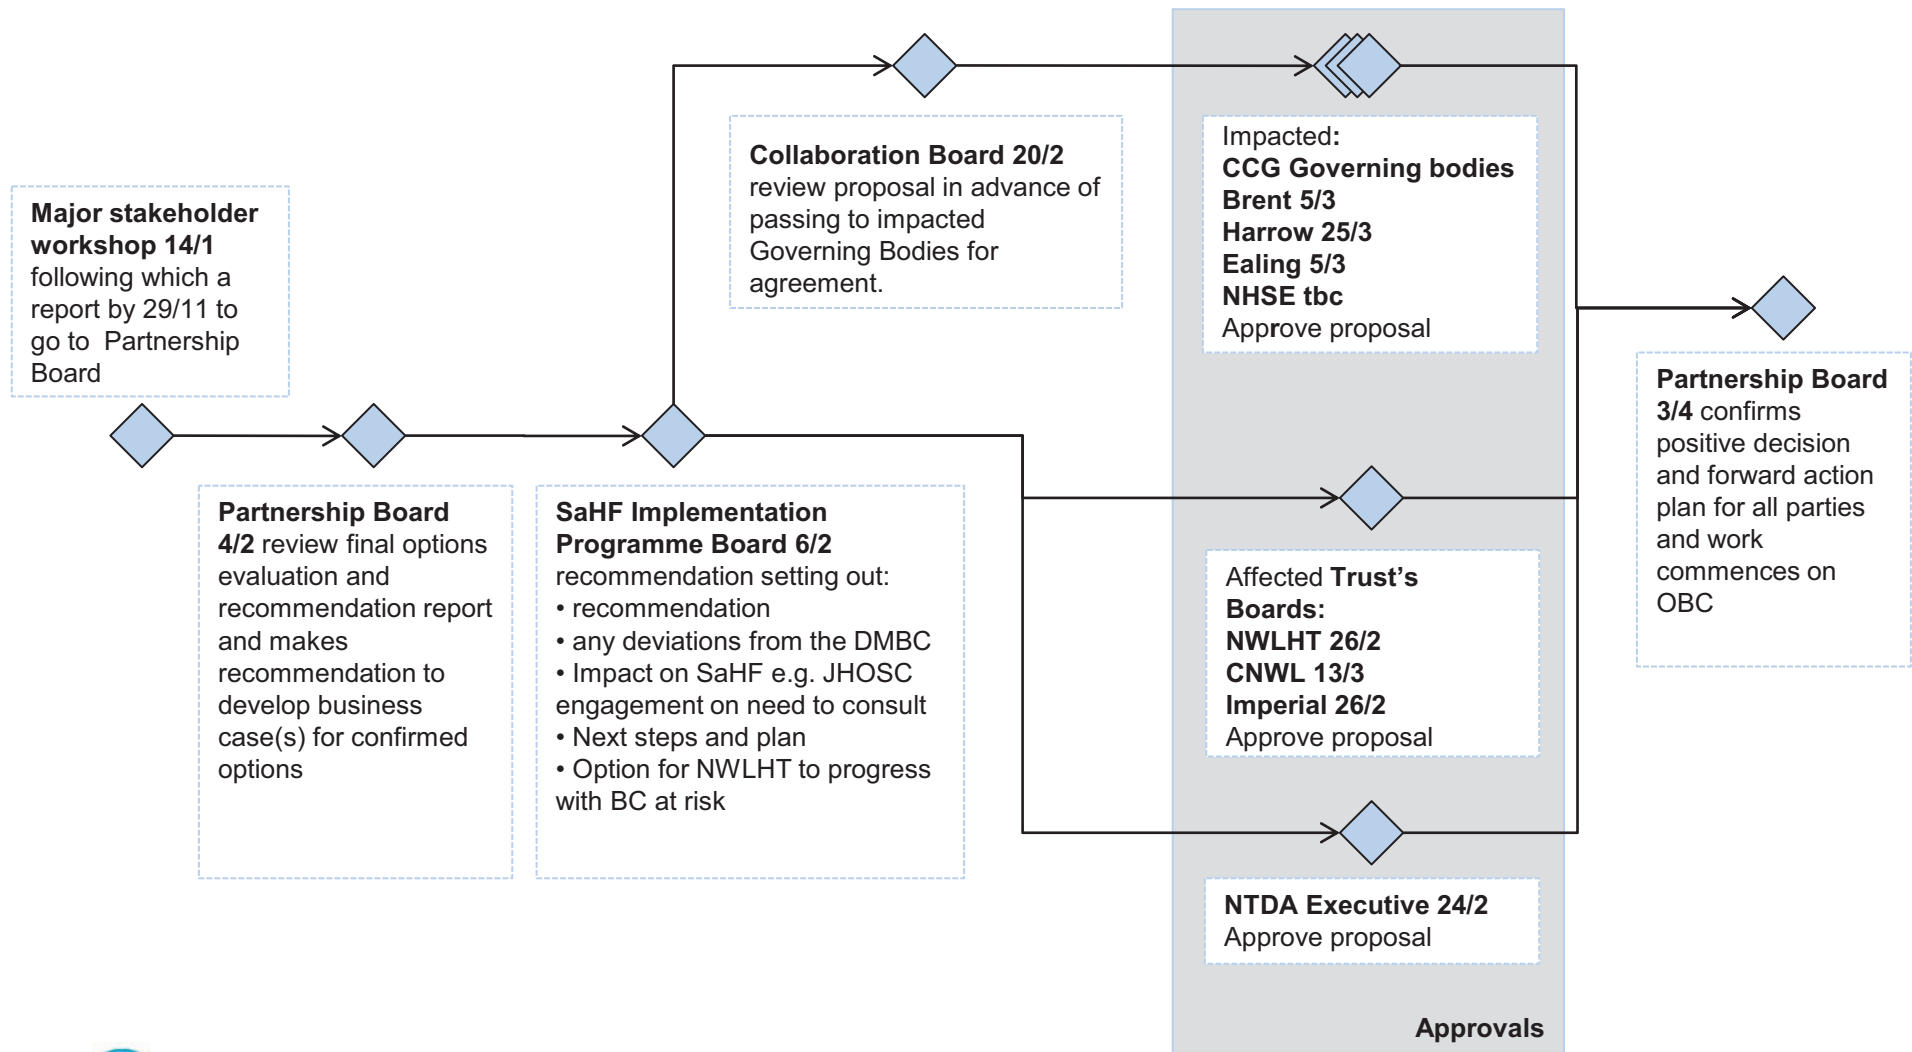 Major stakeholder
workshop 14/1
following which a
report by 29/11 to
go to Partnership
Board
Partnership Board
4/2 review final options
evaluation and
recommendation report
and makes
recommendation to
develop business
case(s) for confirmed
options
SaHF Implementation
Programme Board 6/2
recommendation setting out:
• recommendation
• any deviations from the DMBC
• Impact on SaHF e.g. JHOSC
engagement on need to consult
• Next steps and plan
• Option for NWLHT to progress
with BC at risk
Collaboration Board 20/2
review proposal in advance of
passing to impacted
Governing Bodies for
agreement.
Impacted:
CCG Governing bodies
Brent 5/3
Harrow 25/3
Ealing 5/3
NHSE tbc
Approve proposal
Affected Trust's
Boards:
NWLHT 26/2
CNWL 13/3
Imperial 26/2
Approve proposal
NTDA Executive 24/2
Approve proposal
Approvals
Partnership Board
3/4 confirms
positive decision
and forward action
plan for all parties
and work
commences on
OBC